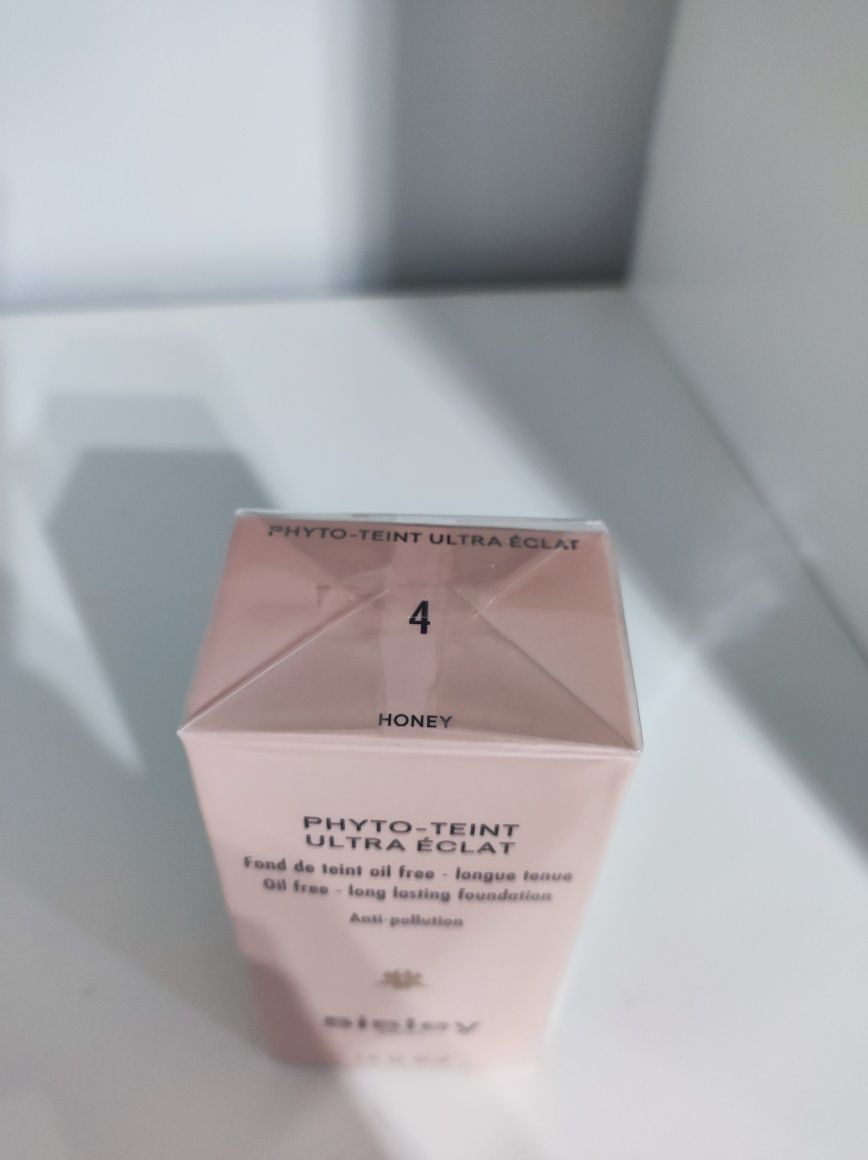 PHYTO-TEINT ULTRA ÉCLAT
4
HONEY
PHYTO-TEINT
ULTRA ÉCLAT
Fond de teint oil free - longue tenue
Oil free - long lasting foundation
Anti-pollution
sisley